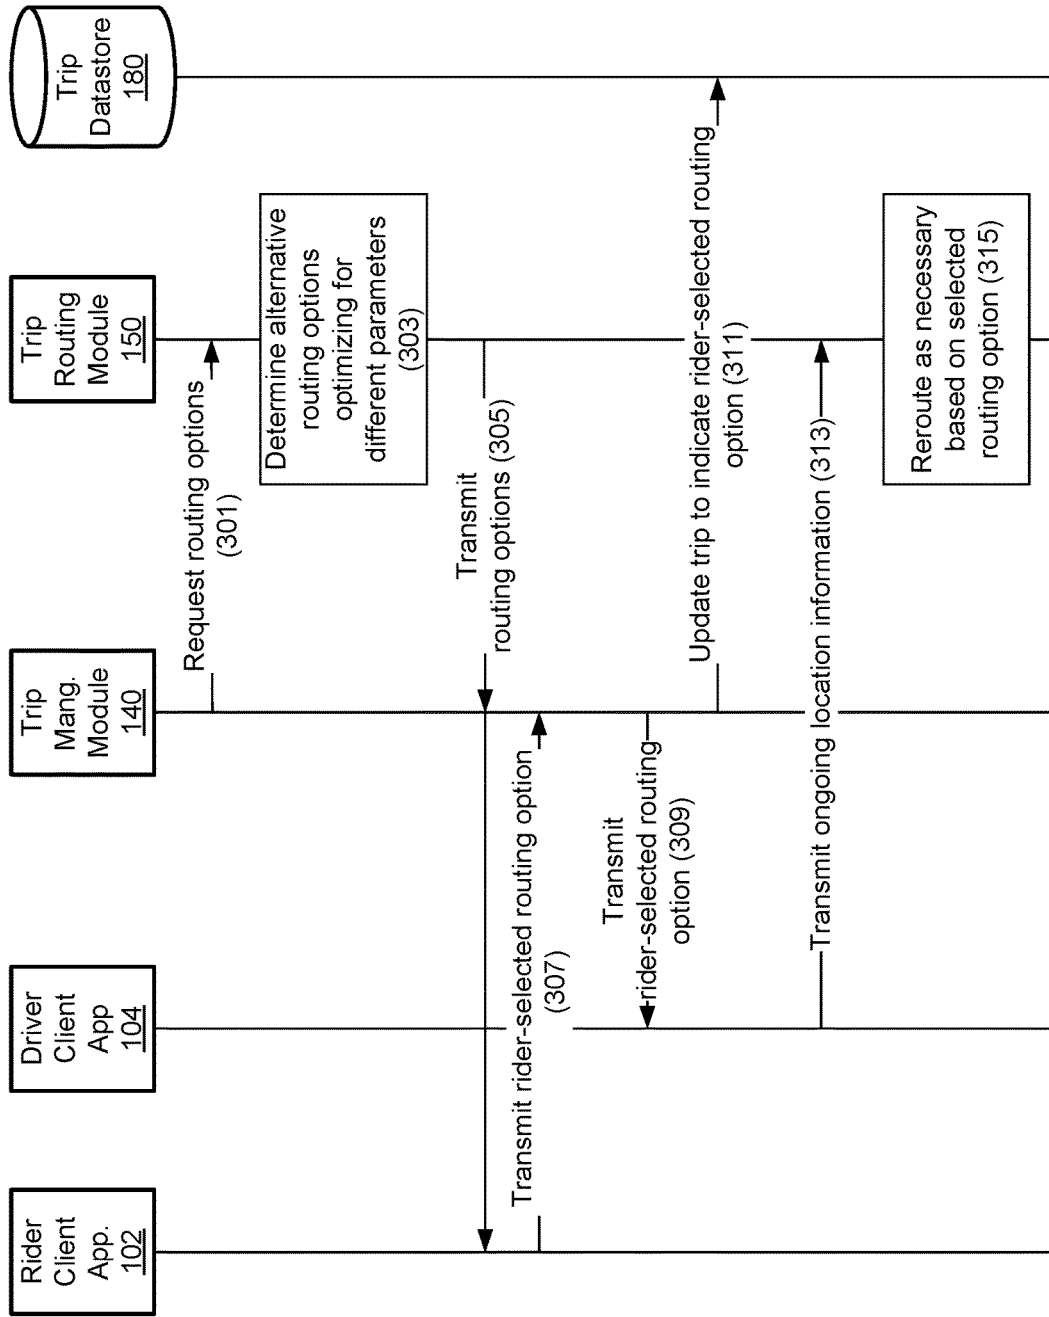 Rider
Client
App.
102
Driver
Client
App
104
Trip
Mang.
Module
140
Trip
Routing
Module
150
Trip
Datastore
180
Request routing options
(301)
Determine alternative
routing options
optimizing for
different parameters
(303)
Transmit
routing options (305)
Transmit rider-selected routing option
(307)
Transmit
rider-selected routing
option (309)
Update trip to indicate rider-selected routing
option (311)
Transmit ongoing location information (313)
Reroute as necessary
based on selected
routing option (315)